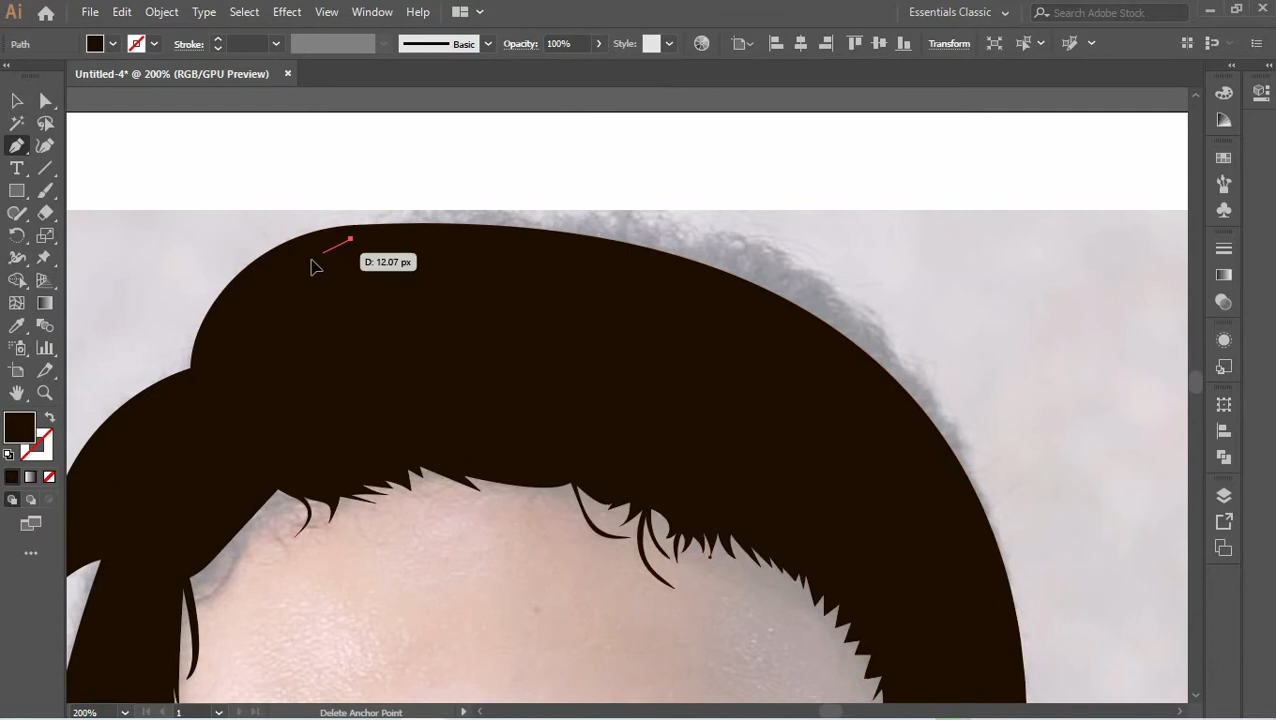 Ai File Edit Object Type Select Effect View Window Help Essentials Classic Search Adobe Stock
Path Stroke: Basic Opacity: 100% Style: Transform
Untitled-4* @ 200% (RGB/GPU Preview)
D: 12.07 px
200% 1 Delete Anchor Point